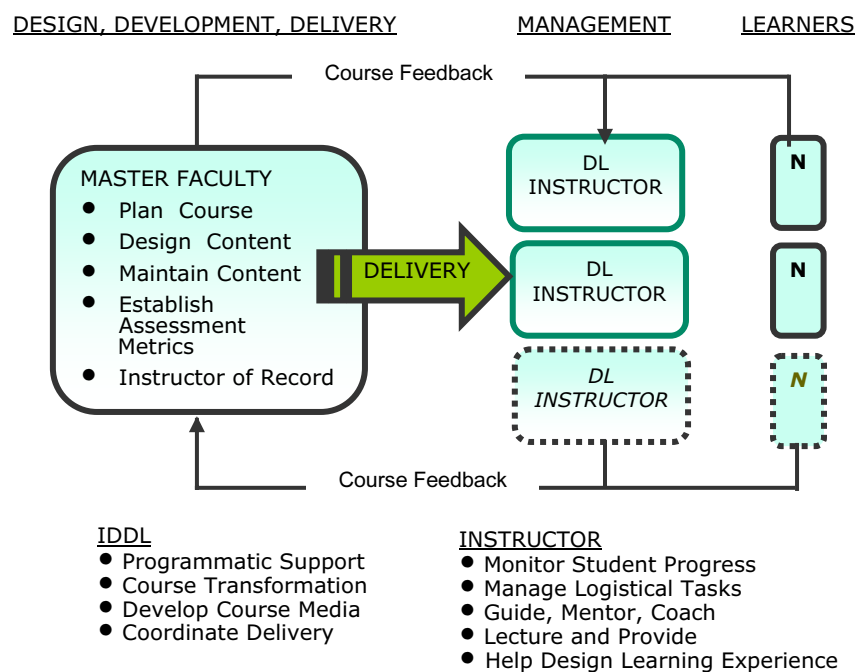 DESIGN, DEVELOPMENT, DELIVERY
MANAGEMENT
LEARNERS
Course Feedback
MASTER FACULTY
● Plan Course
● Design Content
● Maintain Content
● Establish
Assessment
Metrics
● Instructor of Record
DELIVERY
DL
INSTRUCTOR
N
DL
INSTRUCTOR
N
DL
INSTRUCTOR
N
Course Feedback
IDDL
● Programmatic Support
● Course Transformation
● Develop Course Media
● Coordinate Delivery
INSTRUCTOR
● Monitor Student Progress
● Manage Logistical Tasks
● Guide, Mentor, Coach
● Lecture and Provide
● Help Design Learning Experience